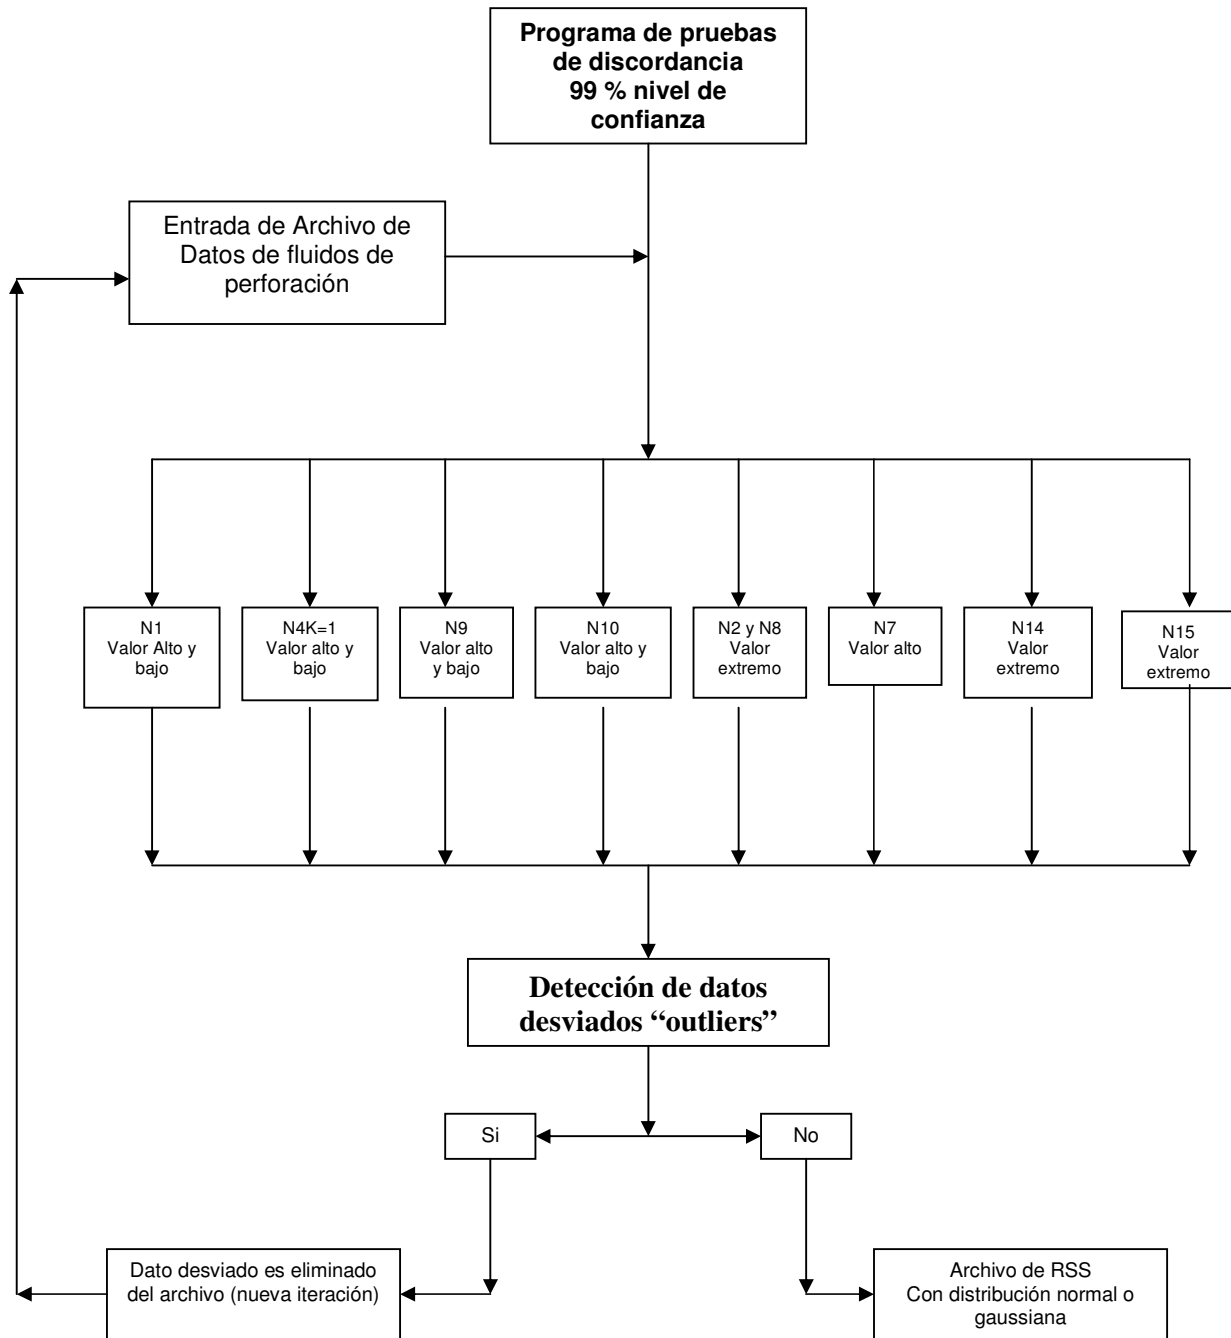 Programa de pruebas
de discordancia
99 % nivel de
confianza
Entrada de Archivo de
Datos de fluidos de
perforación
N1
Valor Alto y
bajo
N4K=1
Valor alto y
bajo
N9
Valor alto
y bajo
N10
Valor alto y
bajo
N2 y N8
Valor
extremo
N7
Valor alto
N14
Valor
extremo
N15
Valor
extremo
Detección de datos
desviados “outliers”
Si
No
Dato desviado es eliminado
del archivo (nueva iteración)
Archivo de RSS
Con distribución normal o
gaussiana